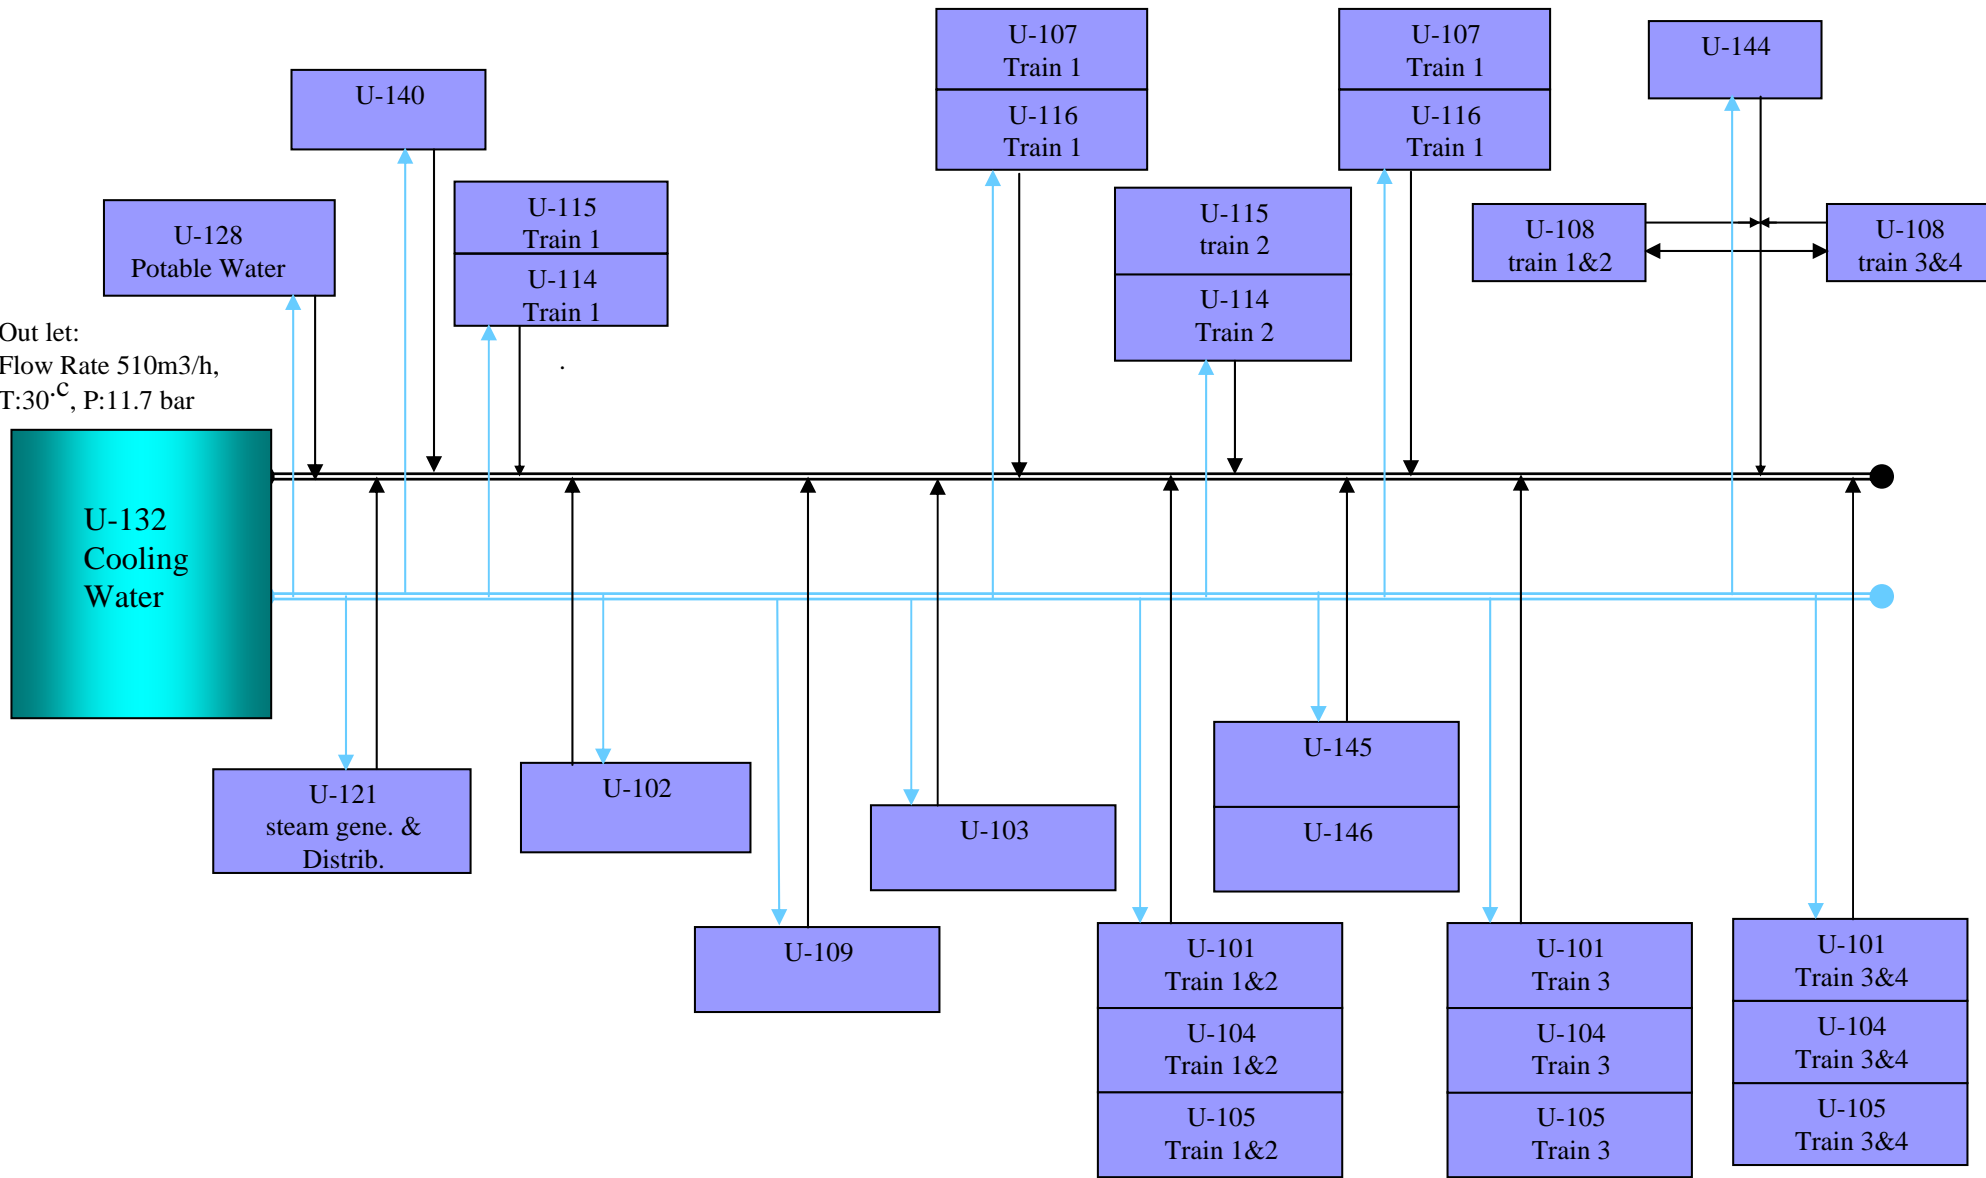 U-107
Train 1
U-116
Train 1
U-107
Train 1
U-116
Train 1
U-144
U-140
U-128
Potable Water
U-115
Train 1
U-114
Train 1
U-115
train 2
U-114
Train 2
U-108
train 1&2
U-108
train 3&4
Out let:
Flow Rate 510m3/h,
T:30·c, P:11.7 bar
.
U-132
Cooling
Water
U-121
steam gene. &
Distrib.
U-102
U-109
U-103
U-145
U-146
U-101
Train 1&2
U-104
Train 1&2
U-105
Train 1&2
U-101
Train 3
U-104
Train 3
U-105
Train 3
U-101
Train 3&4
U-104
Train 3&4
U-105
Train 3&4